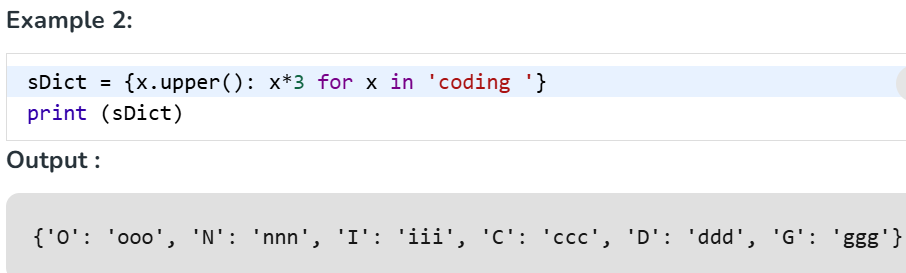 Example 2:
sDict = {x.upper(): x*3 for x in 'coding '}
print (sDict)
Output :
{'O': 'ooo', 'N': 'nnn', 'I': 'iii', 'C': 'ccc', 'D': 'ddd', 'G': 'ggg'}